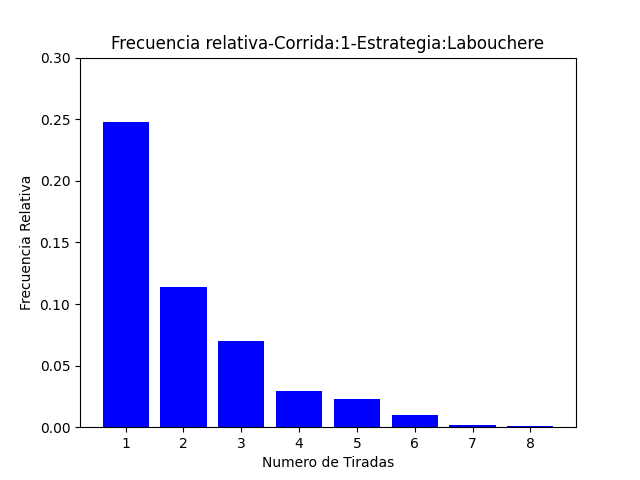 Frecuencia relativa-Corrida:1-Estrategia:Labouchere
0.30
0.25
0.20
0.15
0.10
0.05
0.00
Frecuencia Relativa
1 2 3 4 5 6 7 8
Numero de Tiradas